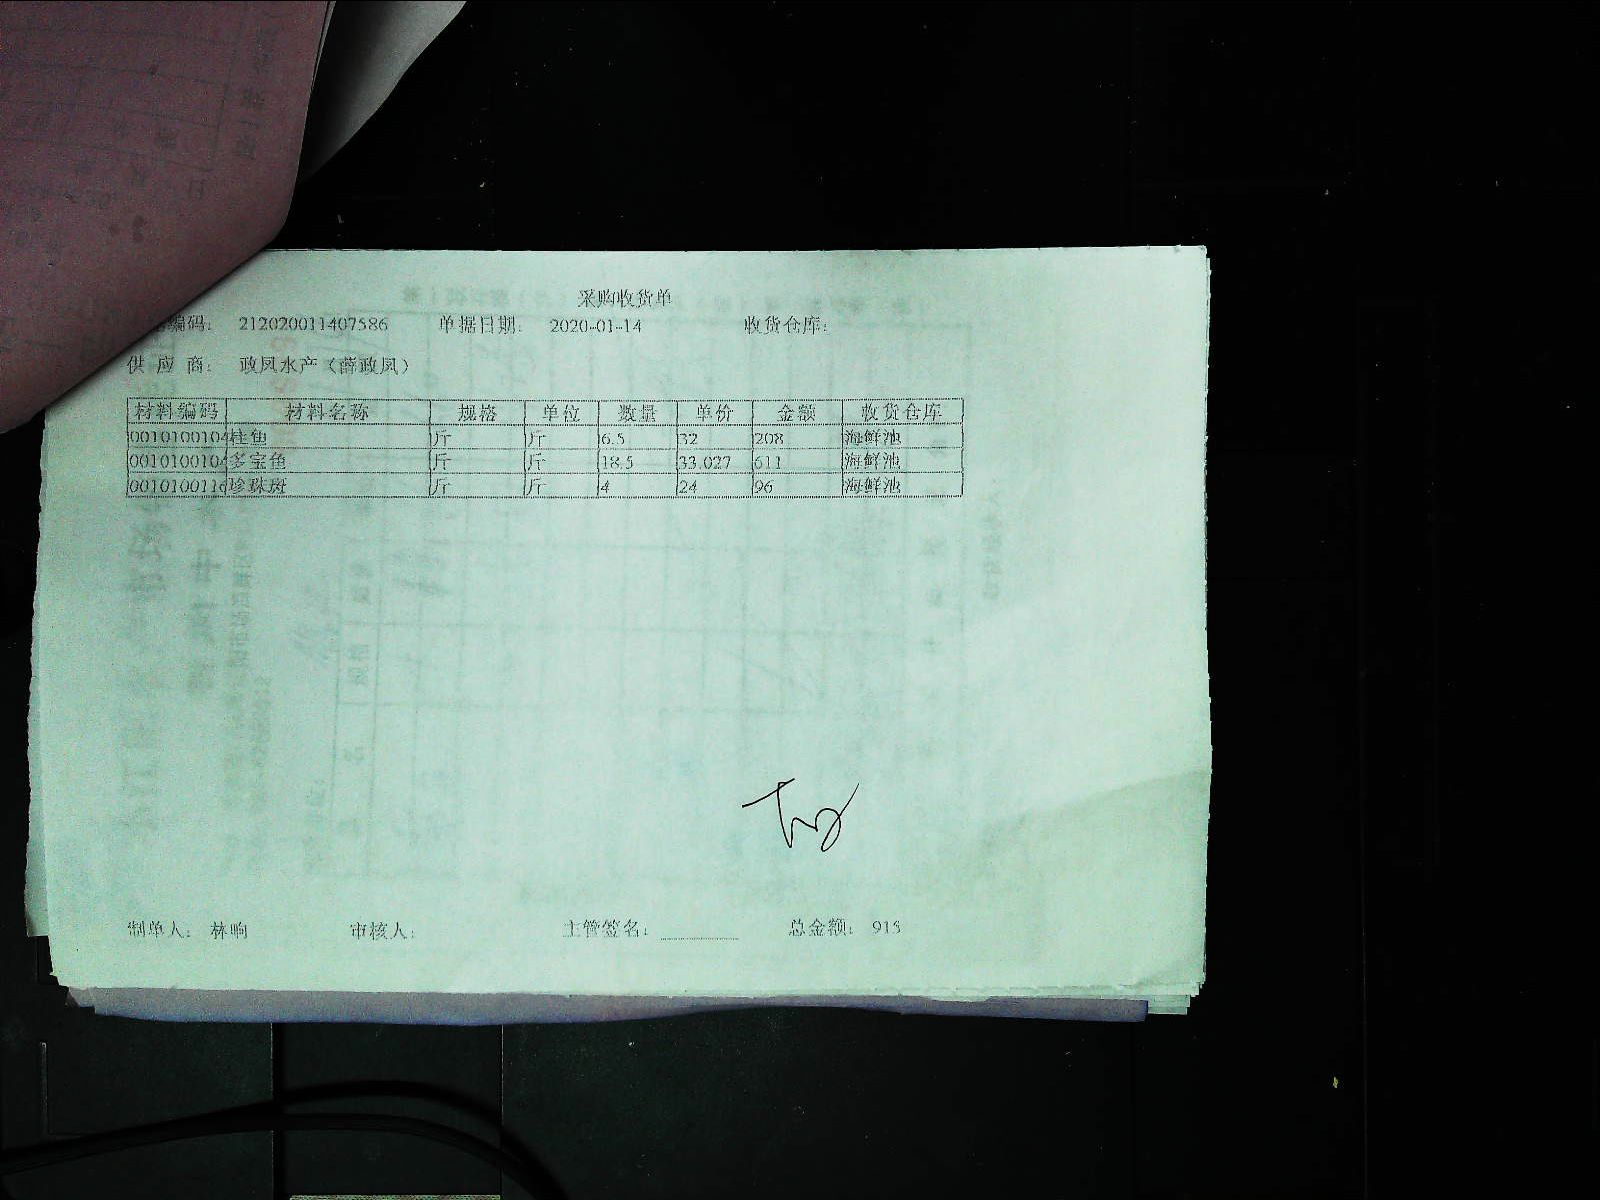 采购收货单
编码： 212020011407586 单据日期： 2020-01-14 收货仓库：
供 应 商： 政凤水产（薛政凤）
材料编码 材料名称 规格 单位 数量 单价 金额 收货仓库
0010100104 桂鱼 斤 斤 6.5 32 208 海鲜池
0010100104 多宝鱼 斤 斤 18.5 33.027 611 海鲜池
0010100116 珍珠斑 斤 斤 4 24 96 海鲜池
制单人： 林晌 审核人： 主管签名： 总金额： 915